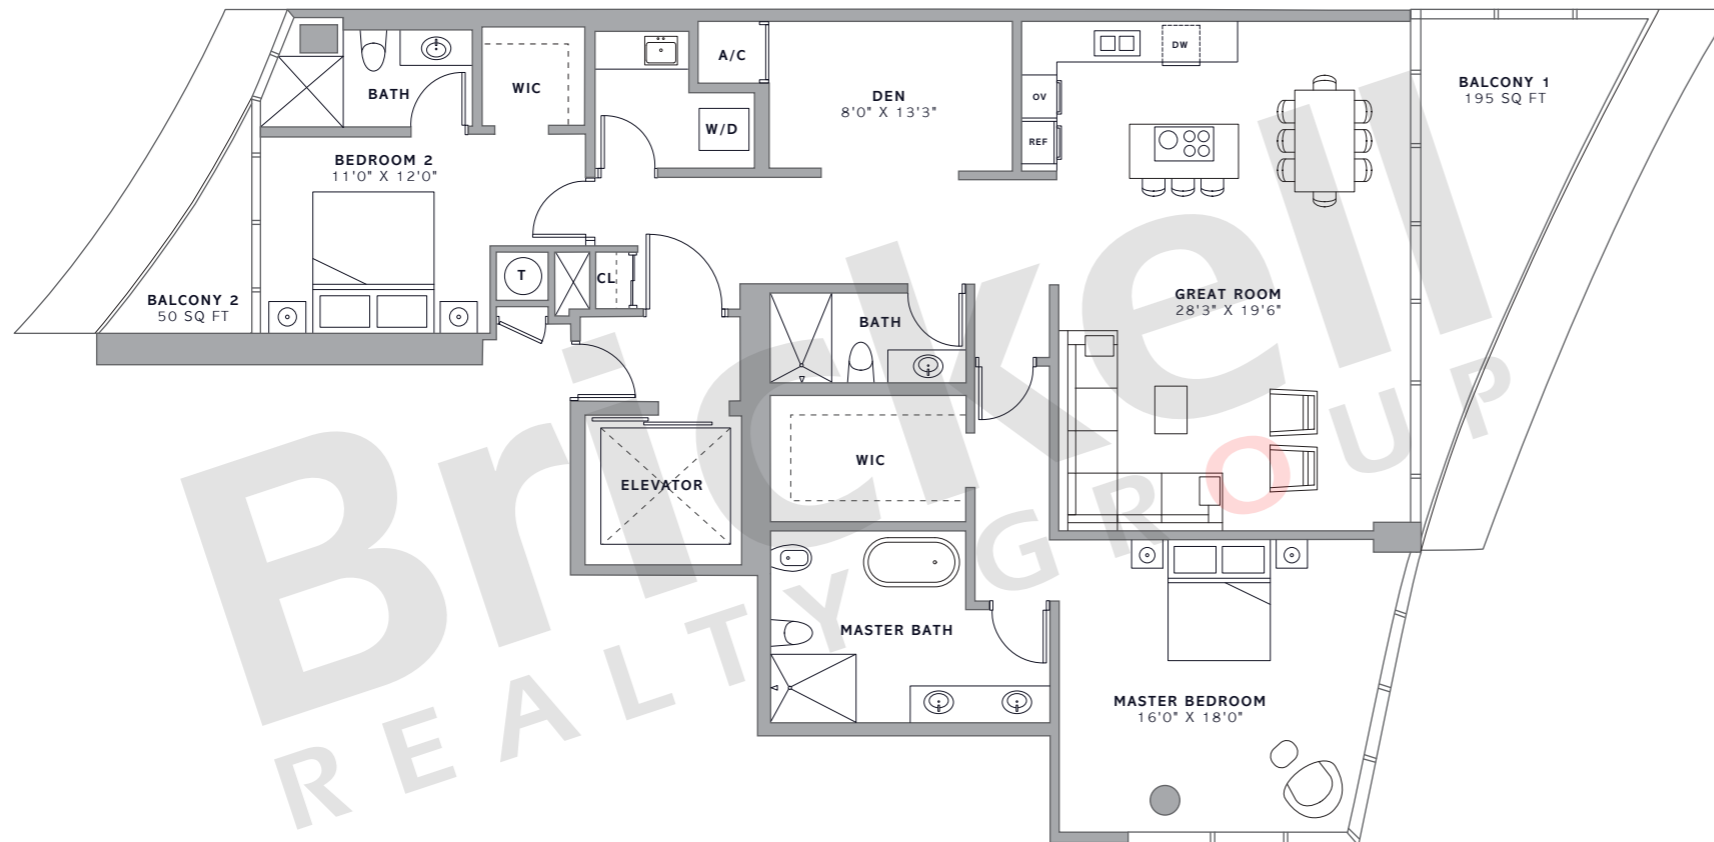 A/C
DW
BALCONY 1
195 SQ FT
WIC
BATH
DEN
8'0" X 13'3"
OV
W/D
REF
BEDROOM 2
11'0" X 12'0"
T
CL
BALCONY 2
50 SQ FT
GREAT ROOM
28'3" X 19'6"
BATH
WIC
ELEVATOR
MASTER BATH
MASTER BEDROOM
16'0" X 18'0"
Brickell
REALTY GROUP